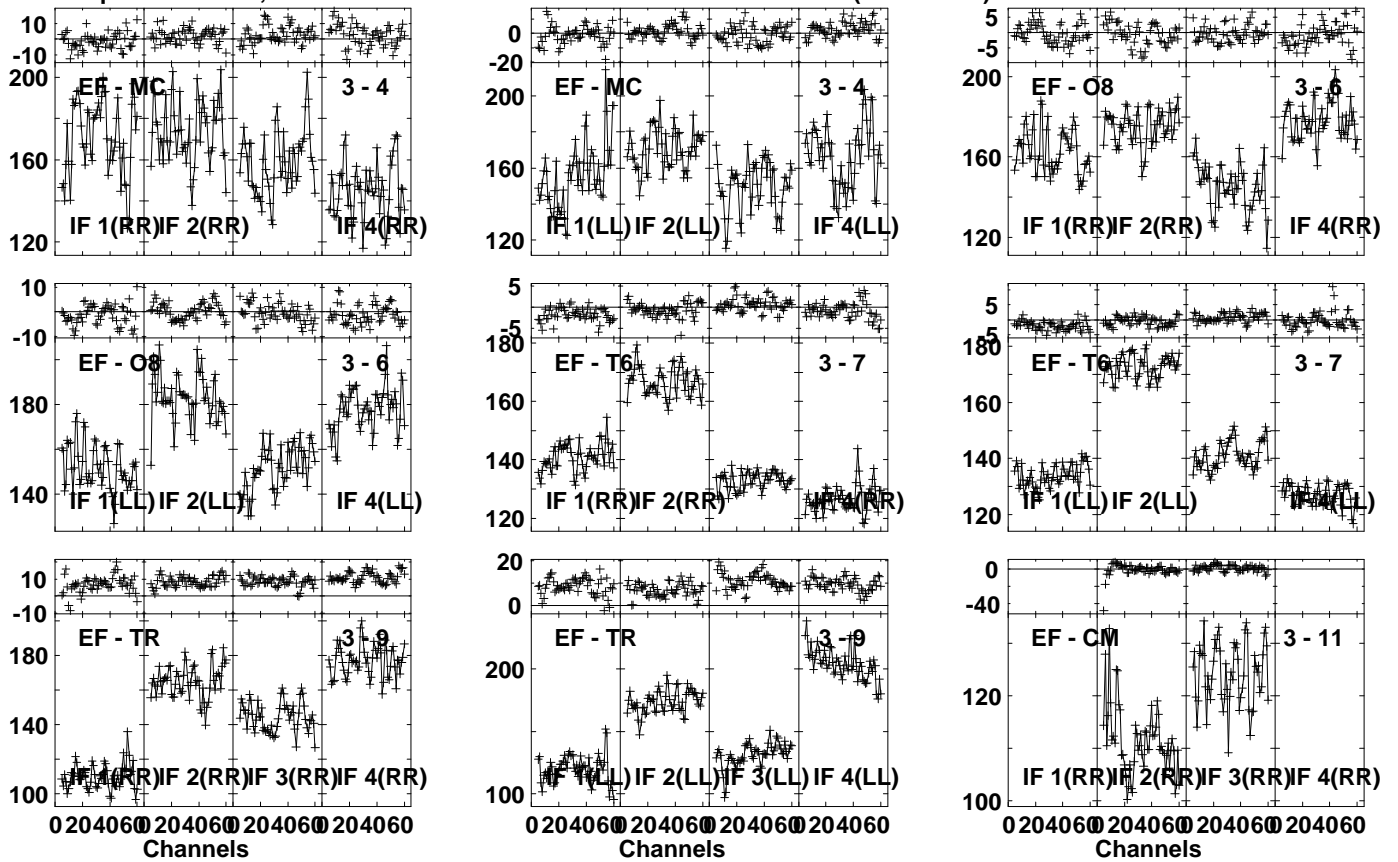 10
-10
200
160
120
EF - MC
3 - 4
IF 1(RR) IF 2(RR) IF 4(RR)
0
-20
200
160
120
EF - MC
3 - 4
IF 1(LL) IF 2(LL) IF 4(LL)
5
-5
200
160
120
EF - O8
3 - 6
IF 1(RR) IF 2(RR) IF 4(RR)
10
-10
180
140
EF - O8
3 - 6
IF 1(LL) IF 2(LL) IF 4(LL)
5
-5
180
160
140
120
EF - T6
3 - 7
IF 1(RR) IF 2(RR) IF 4(RR)
5
-5
180
160
140
120
EF - T6
3 - 7
IF 1(LL) IF 2(LL) IF 4(LL)
10
-10
180
140
100
EF - TR
3 - 9
IF 1(RR) IF 2(RR) IF 3(RR) IF 4(RR)
0 20 40 60 0 20 40 60 0 20 40 60 0 20 40 60
Channels
20
0
200
100
EF - TR
3 - 9
IF 1(LL) IF 2(LL) IF 3(LL) IF 4(LL)
0 20 40 60 0 20 40 60 0 20 40 60 0 20 40 60
Channels
0
-40
120
100
EF - CM
3 - 11
IF 1(RR) IF 2(RR) IF 3(RR) IF 4(RR)
0 20 40 60 0 20 40 60 0 20 40 60 0 20 40 60
Channels